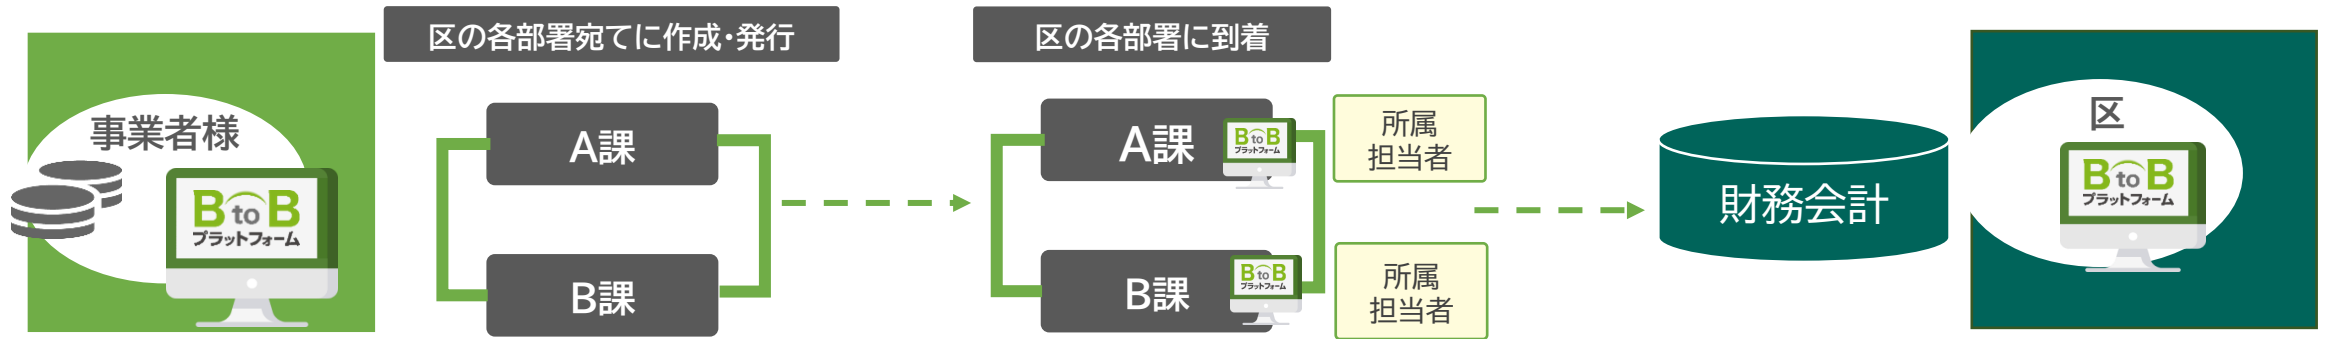 区の各部署宛てに作成・発行
区の各部署に到着
事業者様
BtoB
プラットフォーム
A課
B課
A課
BtoB
プラットフォーム
所属
担当者
B課
BtoB
プラットフォーム
所属
担当者
財務会計
区
BtoB
プラットフォーム